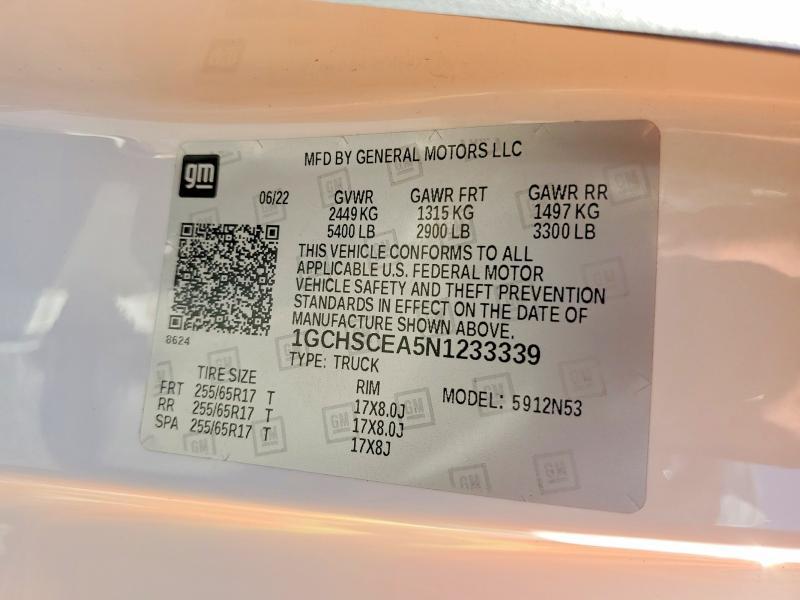 gm
MFD BY GENERAL MOTORS LLC
06/22 GVWR GAWR FRT GAWR RR
2449 KG 1315 KG 1497 KG
5400 LB 2900 LB 3300 LB
THIS VEHICLE CONFORMS TO ALL
APPLICABLE U.S. FEDERAL MOTOR
VEHICLE SAFETY AND THEFT PREVENTION
STANDARDS IN EFFECT ON THE DATE OF
MANUFACTURE SHOWN ABOVE.
8624
1GCHSCEA5N1233339
TYPE: TRUCK
TIRE SIZE RIM MODEL: 5912N53
FRT 255/65R17 T 17X8.0J
RR 255/65R17 T 17X8.0J
SPA 255/65R17 T 17X8J